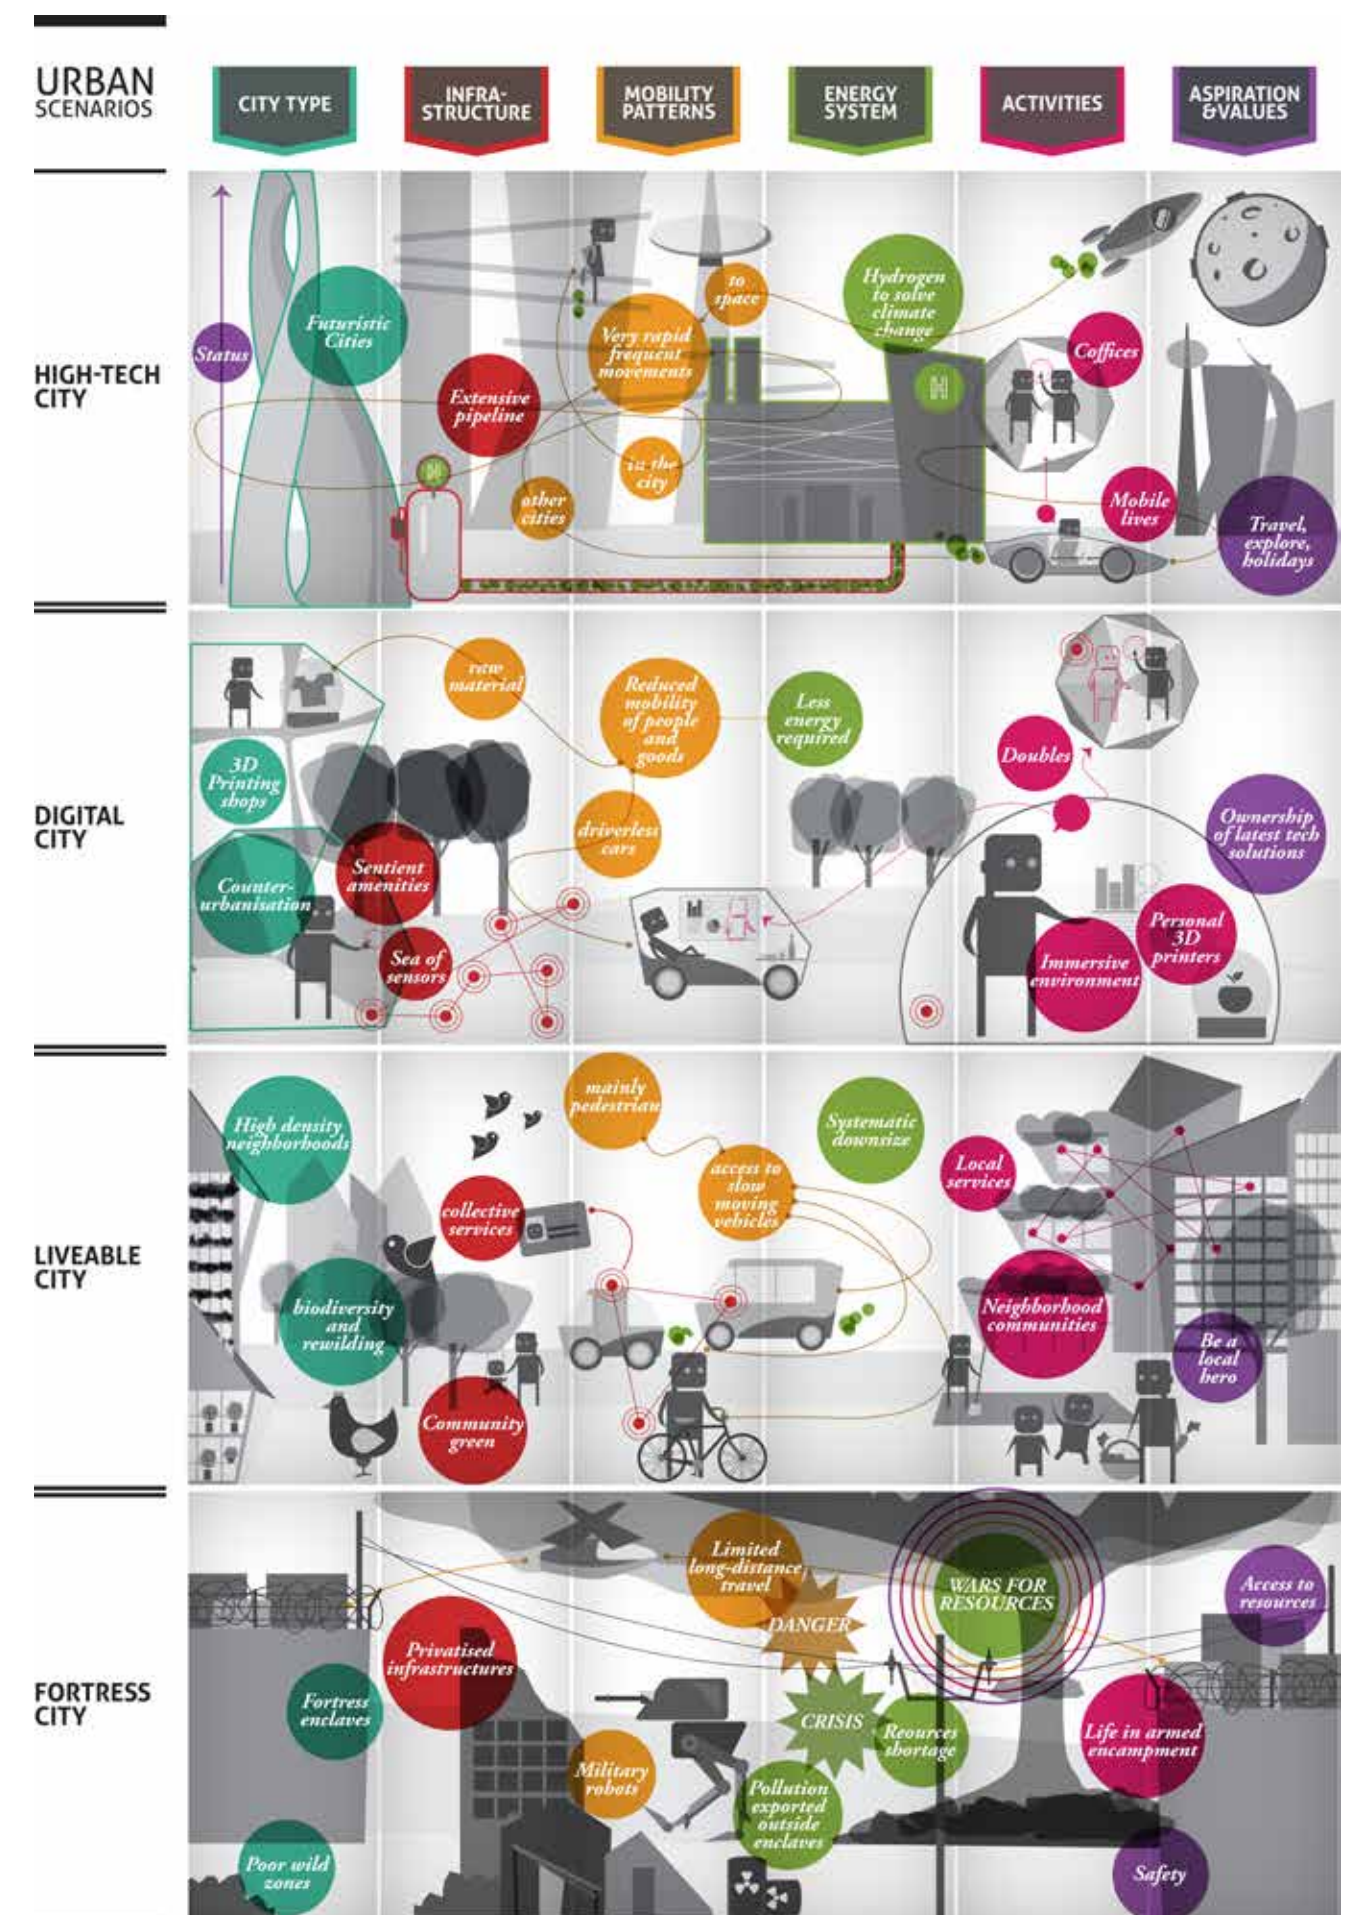 URBAN
SCENARIOS
CITY TYPE
INFRA-
STRUCTURE
MOBILITY
PATTERNS
ENERGY
SYSTEM
ACTIVITIES
ASPIRATION
&VALUES
HIGH-TECH
CITY
Status
Futuristic
Cities
Extensive
pipeline
Very rapid
frequent
movements
to
space
in the
city
other
cities
Hydrogen
to solve
climate
change
H
H
Coffices
Mobile
lives
Travel,
explore,
holidays
DIGITAL
CITY
3D
Printing
shops
Counter-
urbanisation
raw
material
Sentient
amenities
Sea of
sensors
Reduced
mobility
of people
and
goods
driverless
cars
Less
energy
required
Doubles
Immersive
environment
Personal
3D
printers
Ownership
of latest tech
solutions
LIVEABLE
CITY
High density
neighborhoods
biodiversity
and
rewilding
collective
services
Community
green
mainly
pedestrian
access to
slow
moving
vehicles
Systematic
downsize
Local
services
Neighborhood
communities
Be a
local
hero
FORTRESS
CITY
Fortress
enclaves
Poor wild
zones
Privatised
infrastructures
Limited
long-distance
travel
DANGER
Military
robots
CRISIS
WARS FOR
RESOURCES
Reources
shortage
Pollution
exported
outside
enclaves
Life in armed
encampment
Access to
resources
Safety